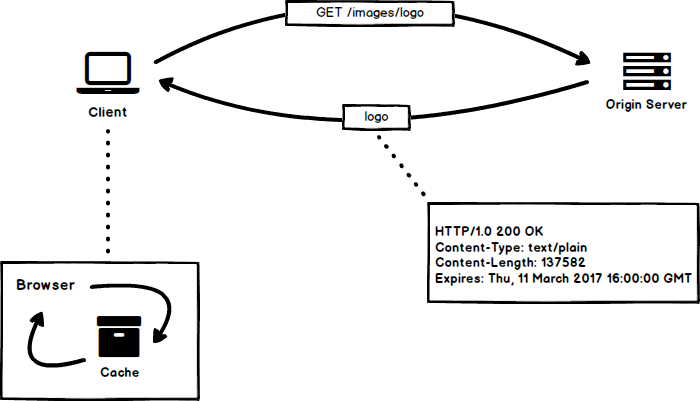 GET /images/logo
Client
Origin Server
logo
HTTP/1.0 200 OK
Content-Type: text/plain
Content-Length: 137582
Expires: Thu, 11 March 2017 16:00:00 GMT
Browser
Cache